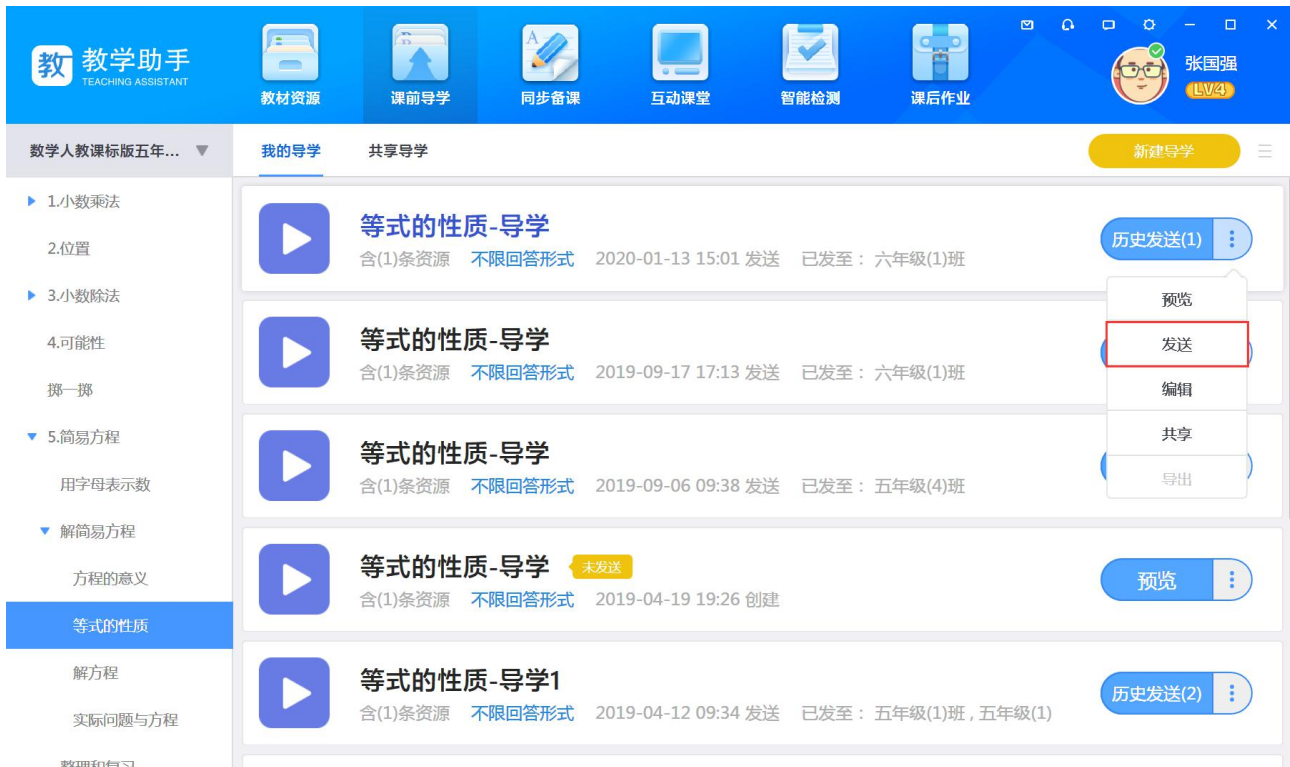 教 教学助手
TEACHING ASSISTANT
教材资源 课前导学 同步备课 互动课堂 智能检测 课后作业
张国强
LV4
数学人教课标版五年... 我的导学 共享导学 新建导学
1.小数乘法
2.位置
3.小数除法
4.可能性
掷一掷
5.简易方程
用字母表示数
解简易方程
方程的意义
等式的性质
解方程
实际问题与方程
整理和复习
等式的性质-导学
含(1)条资源 不限回答形式 2020-01-13 15:01 发送 已发至： 六年级(1)班
历史发送(1)
预览
发送
编辑
共享
导出
等式的性质-导学
含(1)条资源 不限回答形式 2019-09-17 17:13 发送 已发至： 六年级(1)班
等式的性质-导学
含(1)条资源 不限回答形式 2019-09-06 09:38 发送 已发至： 五年级(4)班
等式的性质-导学 未发送
含(1)条资源 不限回答形式 2019-04-19 19:26 创建
预览
等式的性质-导学1
含(1)条资源 不限回答形式 2019-04-12 09:34 发送 已发至： 五年级(1)班 , 五年级(1)
历史发送(2)